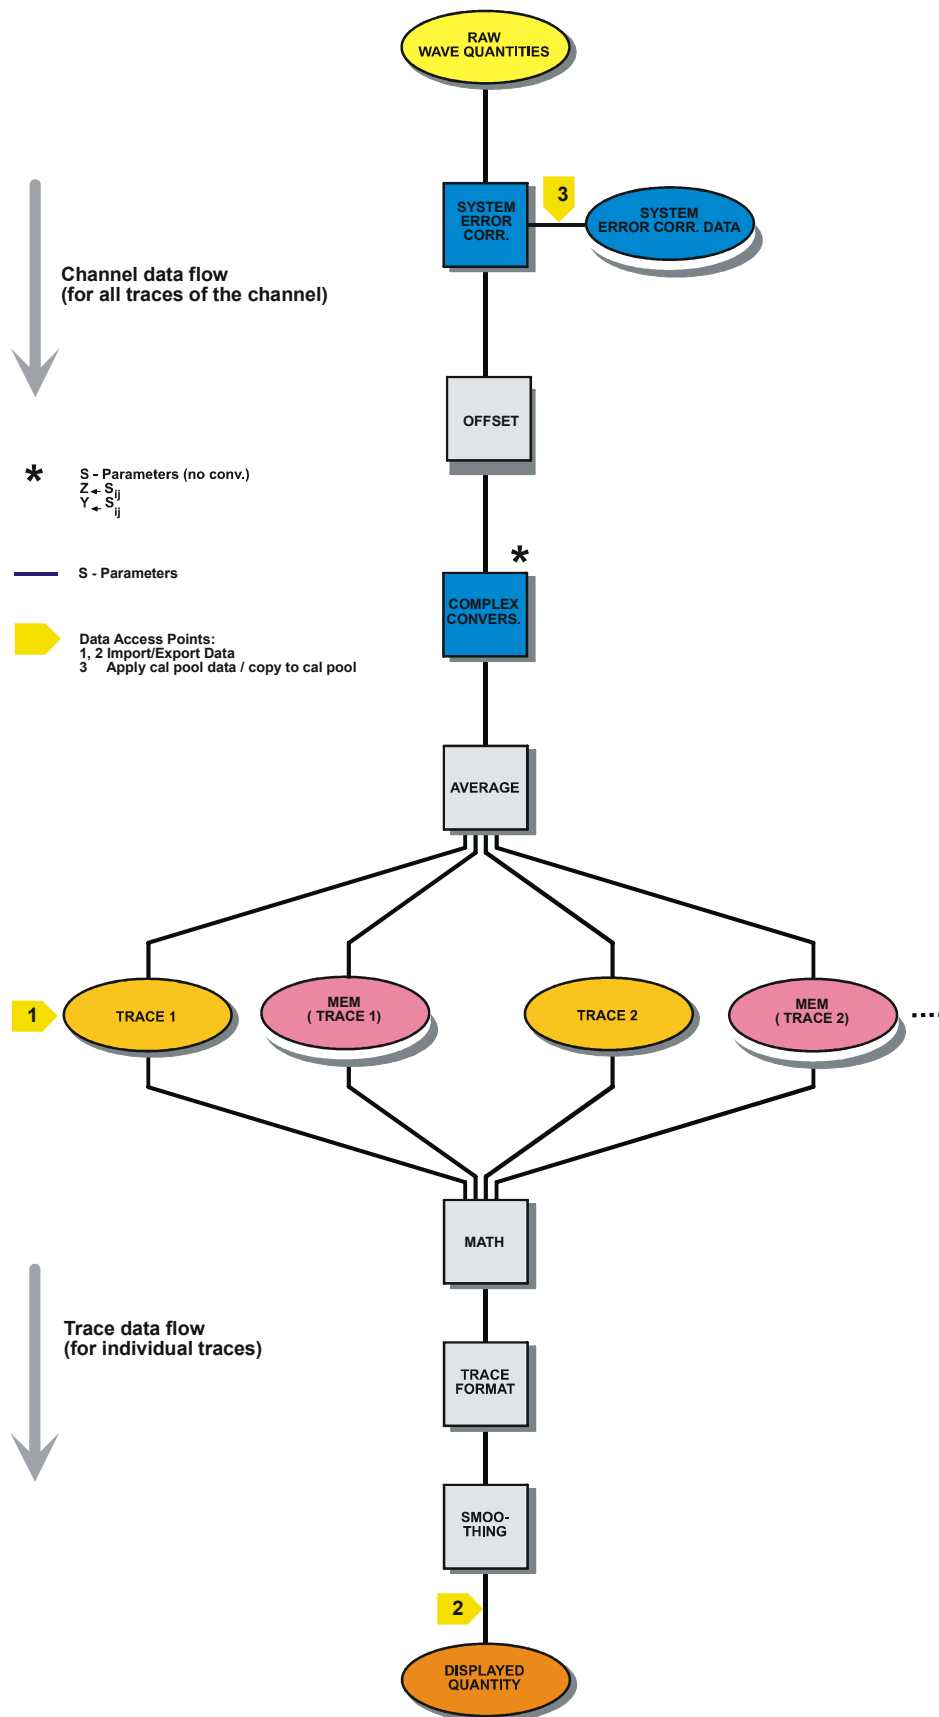 RAW
WAVE QUANTITIES
3
SYSTEM
ERROR
CORR.
SYSTEM
ERROR CORR. DATA
Channel data flow
(for all traces of the channel)
OFFSET
*
S - Parameters (no conv.)
Z ← Sij
Y ← Sij
*
S - Parameters
COMPLEX
CONVERS.
Data Access Points:
1, 2 Import/Export Data
3 Apply cal pool data / copy to cal pool
AVERAGE
1
TRACE 1
MEM
( TRACE 1)
TRACE 2
MEM
( TRACE 2)
....
MATH
Trace data flow
(for individual traces)
TRACE
FORMAT
SMOO-
THING
2
DISPLAYED
QUANTITY